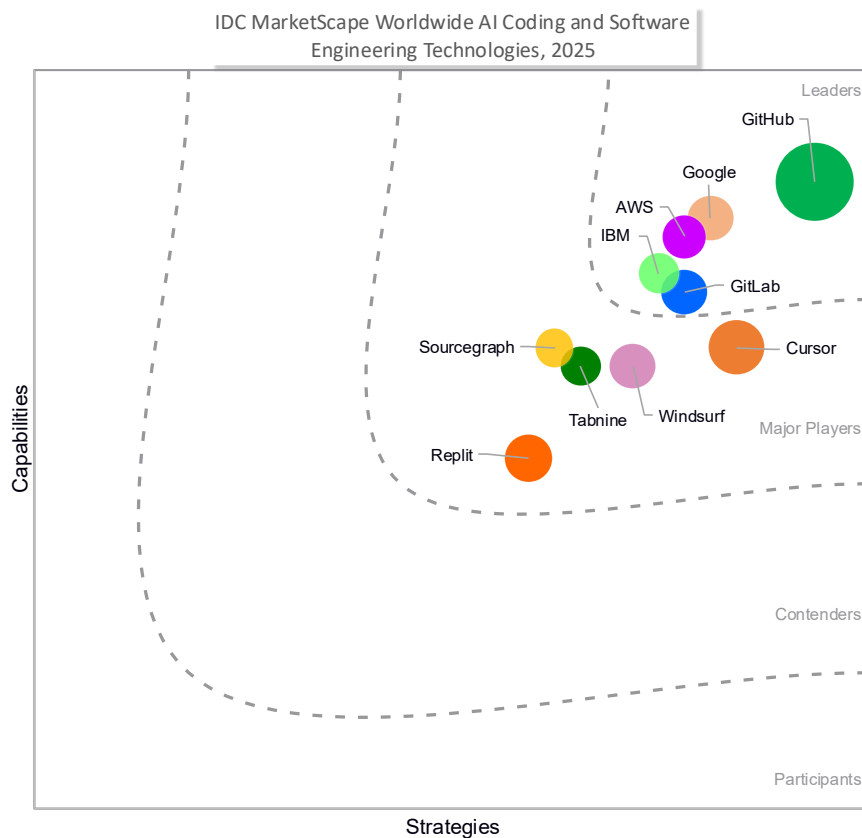 IDC MarketScape Worldwide AI Coding and Software
Engineering Technologies, 2025
Leaders
GitHub
Google
AWS
IBM
GitLab
Sourcegraph
Cursor
Tabnine
Windsurf
Major Players
Replit
Capabilities
Contenders
Participants
Strategies